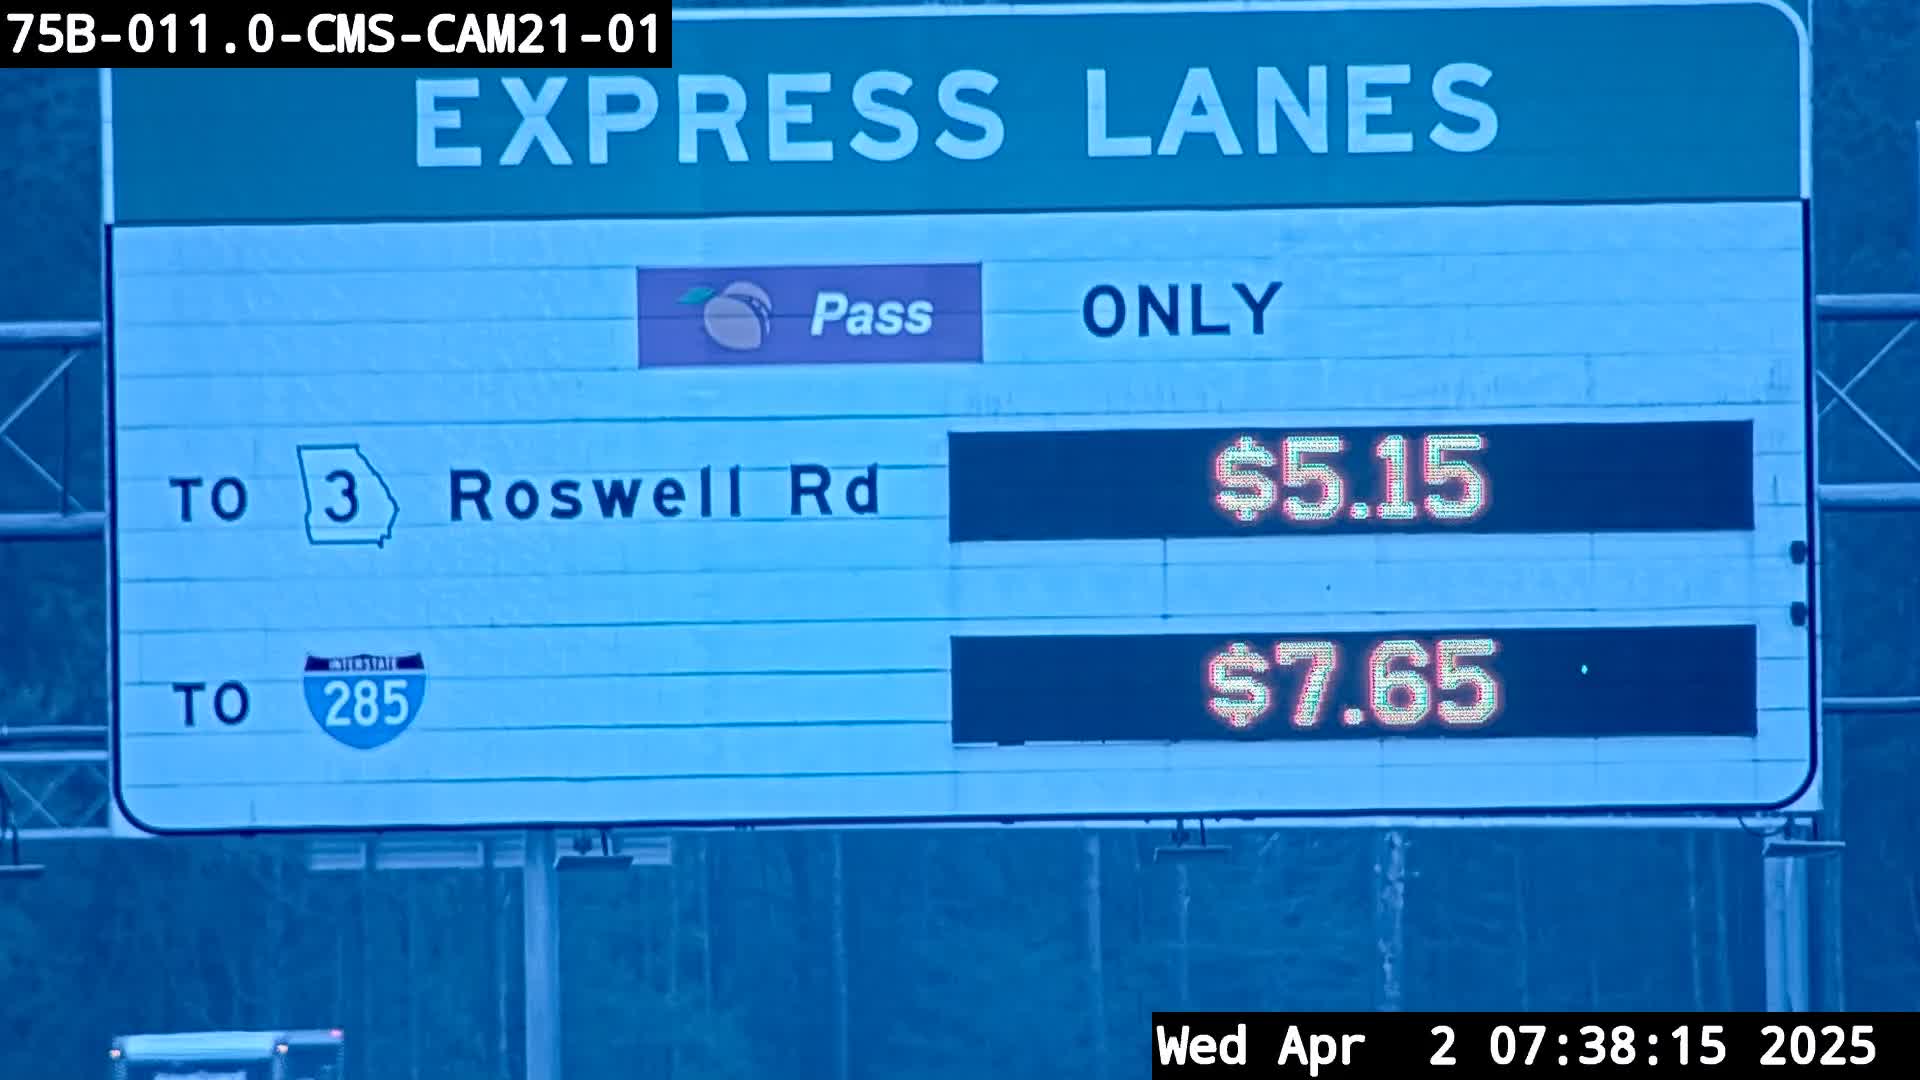 75B-011.0-CMS-CAM21-01
EXPRESS LANES
Pass ONLY
TO 3 Roswell Rd $5.15
INTERSTATE
TO 285 $7.65
Wed Apr 2 07:38:15 2025